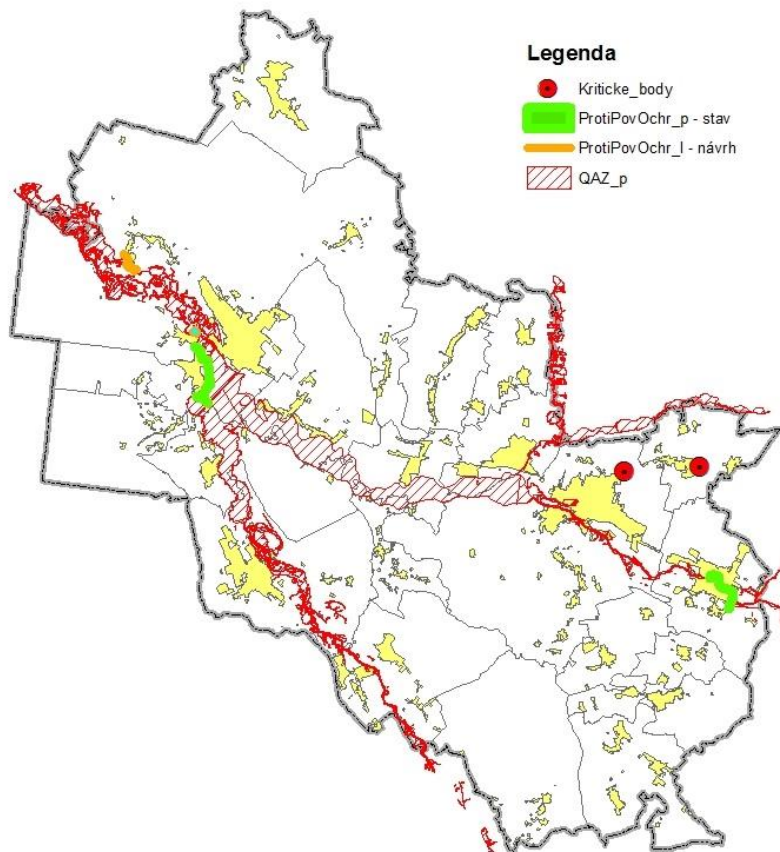 Legenda
Kriticke_body
ProtiPovOchr_p - stav
ProtiPovOchr_l - návrh
QAZ_p